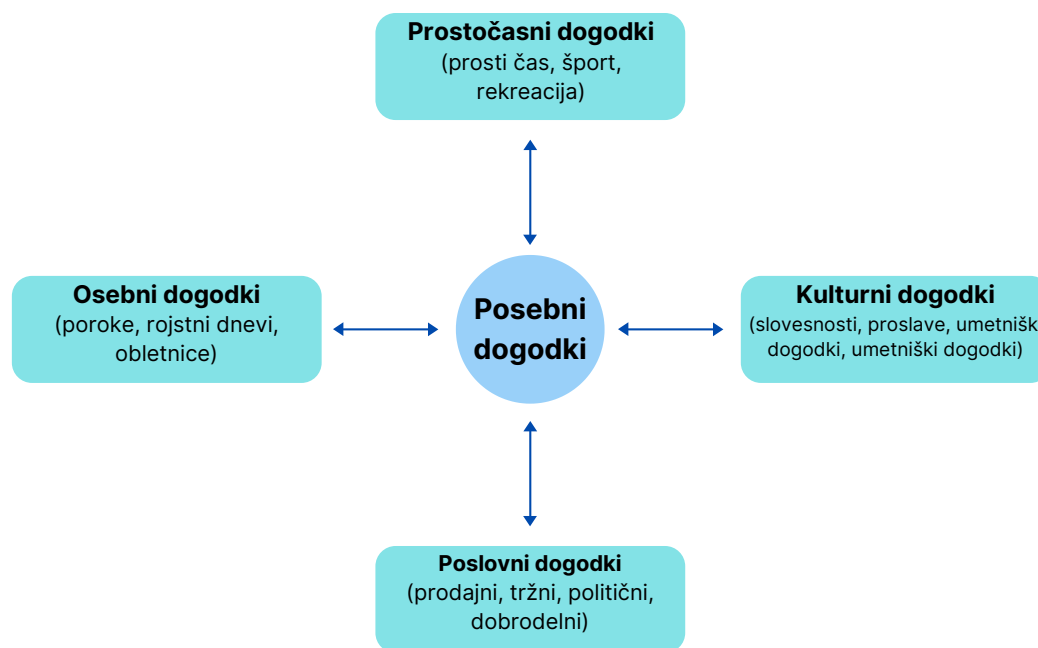 Prostočasni dogodki
(prosti čas, šport,
rekreacija)
Osebni dogodki
(poroke, rojstni dnevi,
obletnice)
Posebni
dogodki
Kulturni dogodki
(slovesnosti, proslave, umetnišk
dogodki, umetniški dogodki)
Poslovni dogodki
(prodajni, tržni, politični,
dobrodelni)